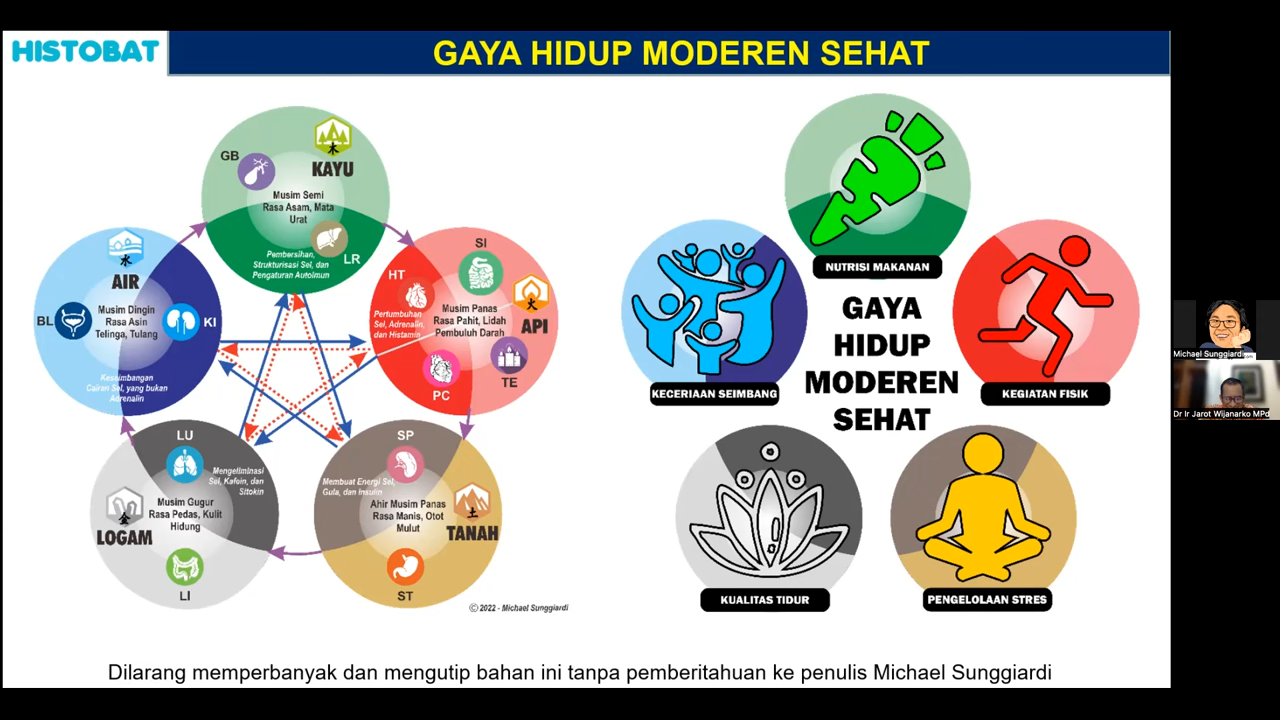 HISTOBAT
GAYA HIDUP MODEREN SEHAT
GB
木
KAYU
Musim Semi
Rasa Asam, Mata
Urat
Pembersihan,
Strukturisasi Sel, dan
Pengaturan Autoimun
LR
水
AIR
BL
Musim Dingin
Rasa Asin
Telinga, Tulang
KI
Keseimbangan
Cairan Sel, yang bukan
Adrenalin
SI
HT
Pertumbuhan
Sel, Adrenalin,
dan Histamin
Musim Panas
Rasa Pahit, Lidah
Pembuluh Darah
火
API
TE
PC
LU
Mengeliminasi
Sel, Kafein, dan
Sitokin
金
LOGAM
Musim Gugur
Rasa Pedas, Kulit
Hidung
LI
SP
Membuat Energi Sel,
Gula, dan Insulin
Ahir Musim Panas
Rasa Manis, Otot
Mulut
土
TANAH
ST
© 2022 - Michael Sunggiardi
NUTRISI MAKANAN
KECERIAAN SEIMBANG
GAYA
HIDUP
MODEREN
SEHAT
KEGIATAN FISIK
KUALITAS TIDUR
PENGELOLAAN STRES
Dilarang memperbanyak dan mengutip bahan ini tanpa pemberitahuan ke penulis Michael Sunggiardi
Michael Sunggiardi
Dr Ir Jarot Wijanarko MPd